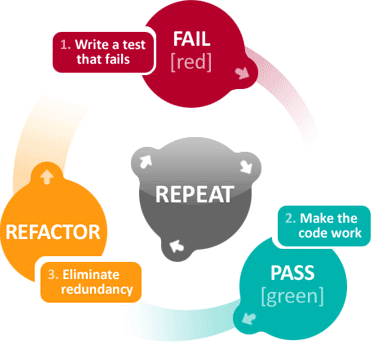 FAIL
[red]
1. Write a test
that fails
REPEAT
2. Make the
code work
PASS
[green]
REFACTOR
3. Eliminate
redundancy